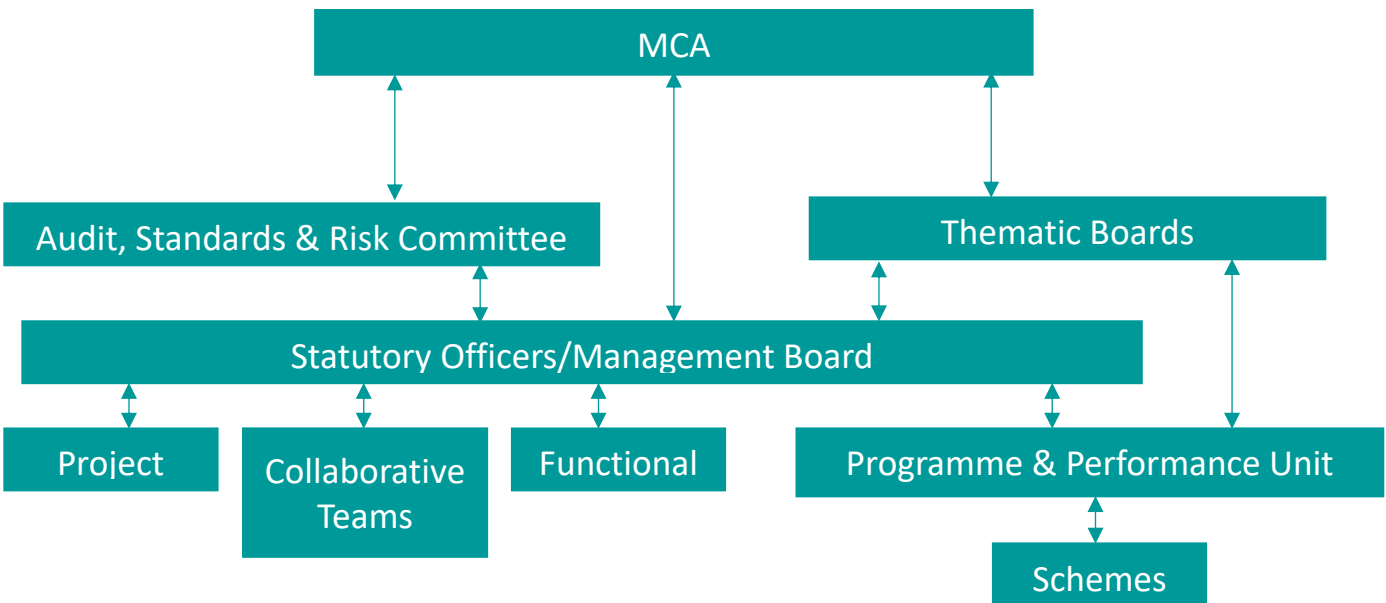 MCA
Audit, Standards & Risk Committee
Thematic Boards
Statutory Officers/Management Board
Project
Collaborative
Teams
Functional
Programme & Performance Unit
Schemes